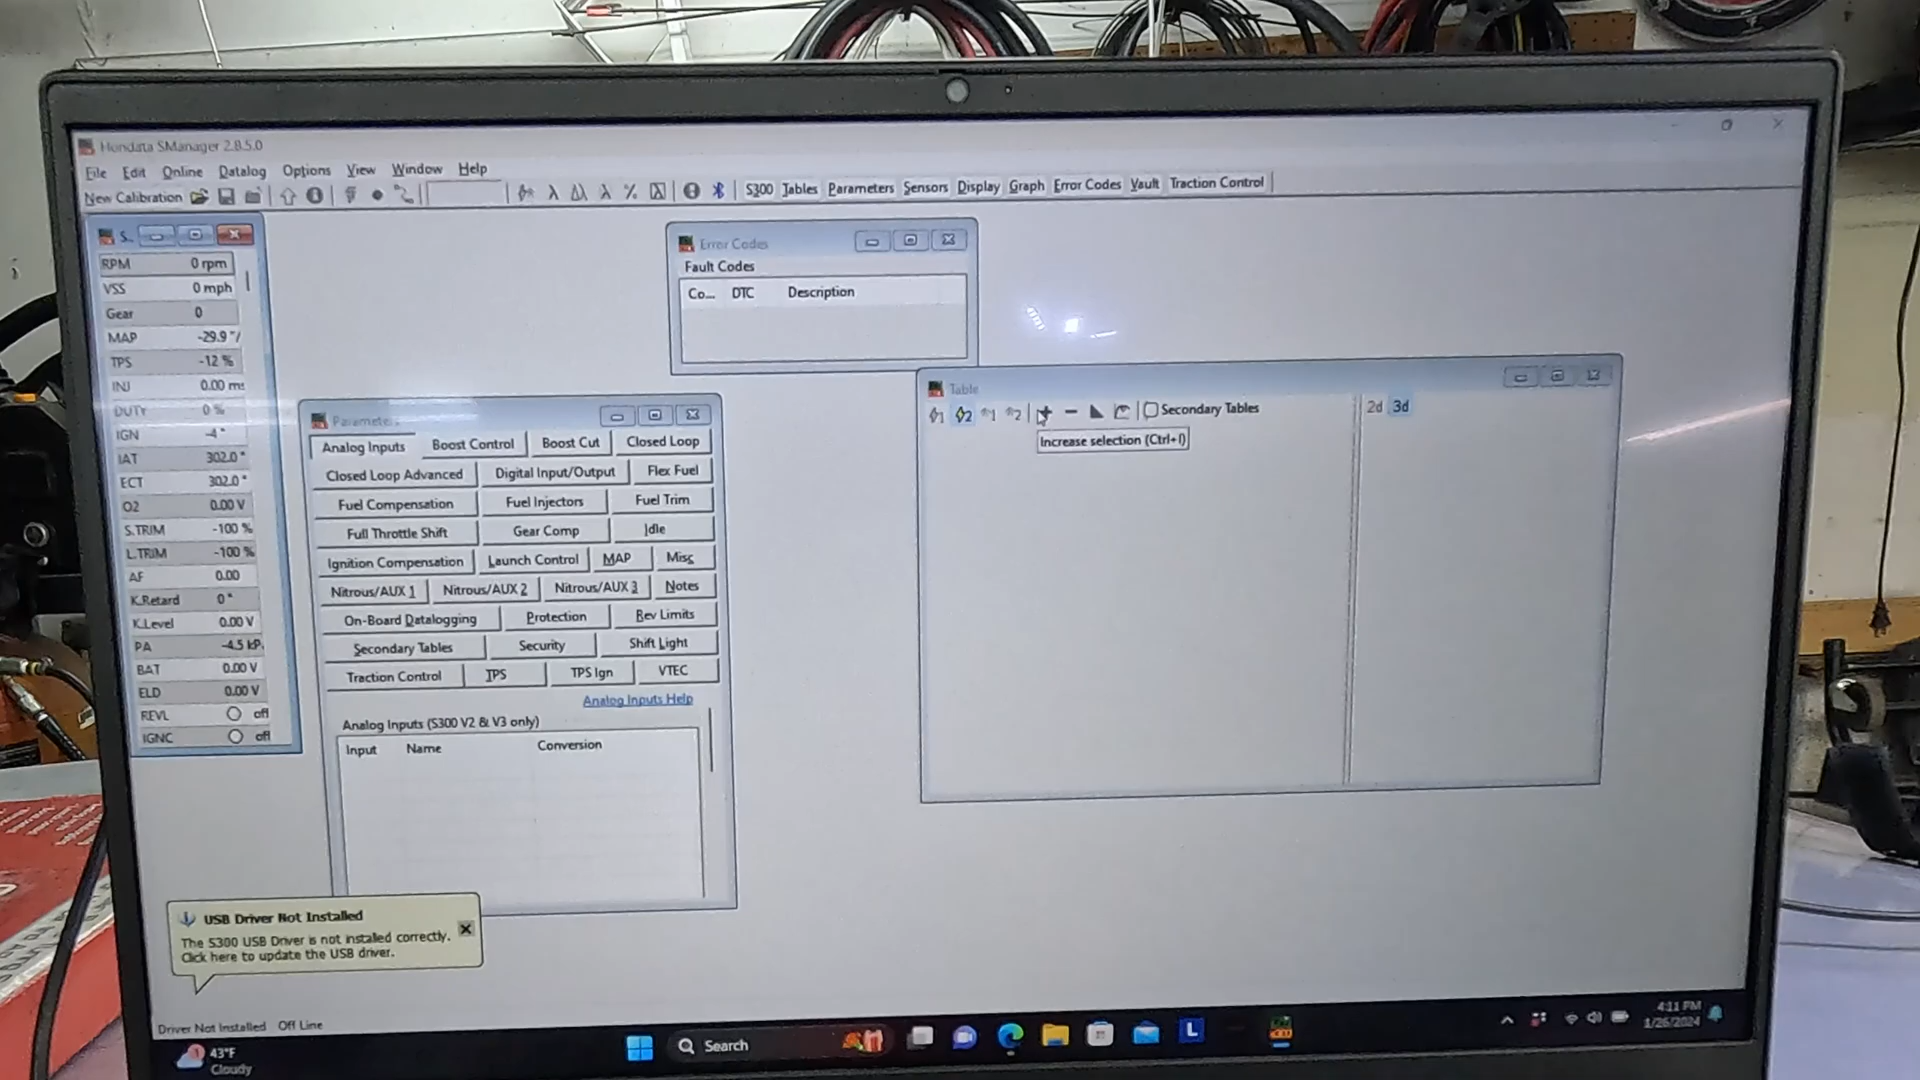 Hondata SManager 2.8.5.0
File Edit Online Datalog Options View Window Help
New Calibration S300 Tables Parameters Sensors Display Graph Error Codes Vault Traction Control
S..
RPM 0 rpm
VSS 0 mph
Gear 0
MAP -29.9 "/
TPS -12 %
INJ 0.00 ms
DUTY 0 %
IGN -4 °
IAT 302.0 °
ECT 302.0 °
O2 0.00 V
S.TRIM -100 %
L.TRIM -100 %
AF 0.00
K.Retard 0 °
K.Level 0.00 V
PA -4.5 kP.
BAT 0.00 V
ELD 0.00 V
REVL off
IGNC off
Error Codes
Fault Codes
Co... DTC Description
Parameters
Analog Inputs Boost Control Boost Cut Closed Loop
Closed Loop Advanced Digital Input/Output Flex Fuel
Fuel Compensation Fuel Injectors Fuel Trim
Full Throttle Shift Gear Comp Idle
Ignition Compensation Launch Control MAP Misc
Nitrous/AUX 1 Nitrous/AUX 2 Nitrous/AUX 3 Notes
On-Board Datalogging Protection Rev Limits
Secondary Tables Security Shift Light
Traction Control TPS TPS Ign VTEC
Analog Inputs Help
Analog Inputs (S300 V2 & V3 only)
Input Name Conversion
Table
1 2 1 2 Secondary Tables 2d 3d
Increase selection (Ctrl+I)
USB Driver Not Installed
The S300 USB Driver is not installed correctly.
Click here to update the USB driver.
Driver Not Installed Off Line
1 43°F
Cloudy
Search
L
4:11 PM
1/26/2024